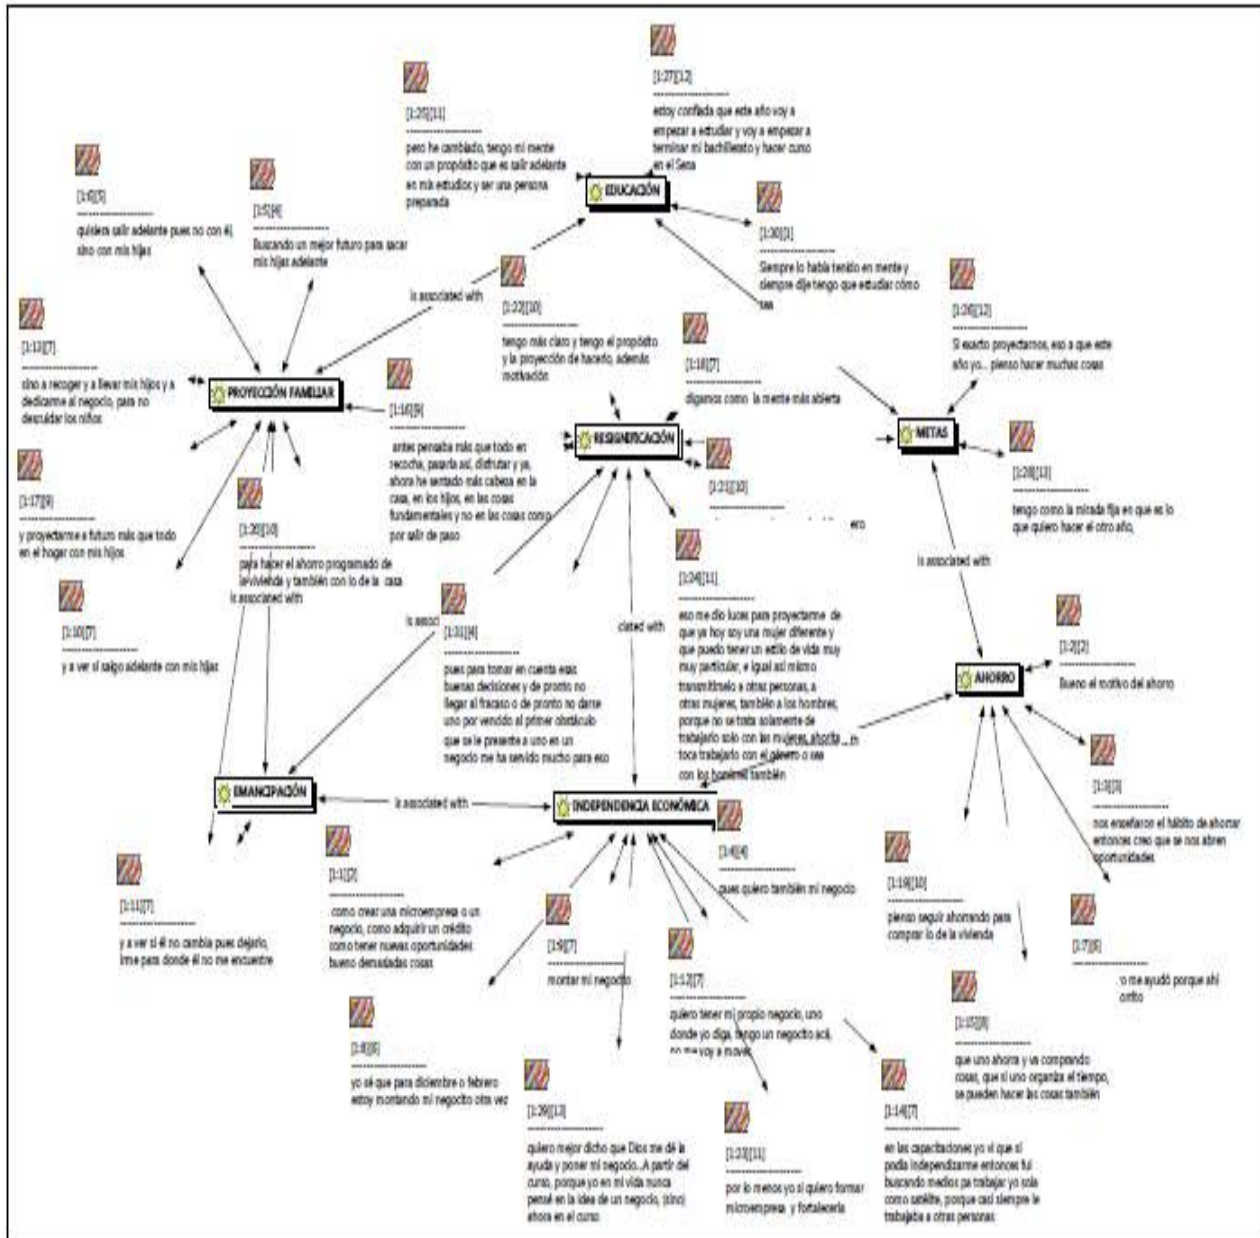 [1:27][12]
--------------------
estoy confiada que este año voy a
empezar a estudiar y voy a empezar a
terminar mi bachillerato y hacer curso
en el Sena
[1:25][11]
--------------------
pero he cambiado, tengo mi mente
con un propósito que es salir adelante
en mis estudios y ser una persona
preparada
EDUCACIÓN
[1:6][5]
--------------------
quisiera salir adelante pues no con él,
sino con mis hijas
[1:5][4]
--------------------
Buscando un mejor futuro para sacar
mis hijas adelante
[1:30][1]
--------------------
Siempre lo había tenido en mente y
siempre dije tengo que estudiar cómo
sea
is associated with
[1:22][10]
--------------------
tengo más claro y tengo el propósito
y la proyección de hacerlo, además
motivación
[1:26][12]
--------------------
Si exacto proyectarnos, eso a que este
año yo... pienso hacer muchas cosas
[1:13][7]
--------------------
sino a recoger y a llevar mis hijos y a
dedicarme al negocio, para no
descuidar los niños
[1:18][7]
--------------------
digamos como la mente más abierta
PROYECCIÓN FAMILIAR
[1:16][9]
--------------------
antes pensaba más que todo en
recocha, pasarla así, disfrutar y ya,
ahora he sentado más cabeza en la
casa, en los hijos, en las cosas
fundamentales y no en las cosas como
por salir de paso
RESIGNIFICACIÓN
METAS
[1:21][10]
--------------------
ero
[1:28][13]
--------------------
tengo como la mirada fija en que es lo
que quiero hacer el otro año,
[1:17][9]
--------------------
y proyectarme a futuro más que todo
en el hogar con mis hijos
[1:20][10]
--------------------
para hacer el ahorro programado de
la vivienda y también con lo de la casa
is associated with
is associated with
[1:10][7]
--------------------
y a ver si salgo adelante con mis hijas
is associ
[1:31][4]
--------------------
pues para tomar en cuenta esas
buenas decisiones y de pronto no
llegar al fracaso o de pronto no darse
uno por vencido al primer obstáculo
que se le presente a uno en un
negocio me ha servido mucho para eso
ciated with
[1:24][11]
--------------------
eso me dio luces para proyectarme de
que ya hoy soy una mujer diferente y
que puedo tener un estilo de vida muy
muy particular, e igual así mismo
transmitírselo a otras personas, a
otras mujeres, también a los hombres,
porque no se trata solamente de
trabajarlo solo con las mujeres, ahorita
toca trabajarlo con el género o sea
con los hombres también
[1:2][2]
--------------------
Bueno el motivo del ahorro
AHORRO
[1:3][3]
--------------------
nos enseñaron el hábito de ahorrar
entonces creo que se nos abren
oportunidades
EMANCIPACIÓN
is associated with
INDEPENDENCIA ECONÓMICA
[1:4][4]
--------------------
pues quiero también mi negocio
[1:11][7]
--------------------
y a ver si él no cambia pues dejarlo,
irme para donde él no me encuentre
[1:1][2]
--------------------
como crear una microempresa o un
negocio, como adquirir un crédito
como tener nuevas oportunidades
bueno demasiadas cosas
[1:9][7]
--------------------
montar mi negocito
[1:19][10]
--------------------
pienso seguir ahorrando para
comprar lo de la vivienda
[1:7][6]
--------------------
o me ayudó porque ahí
orrito
[1:12][7]
--------------------
quiero tener mi propio negocio, uno
donde yo diga, tengo un negocito acá,
no me voy a mover
[1:15][8]
--------------------
que uno ahorra y va comprando
cosas, que si uno organiza el tiempo,
se pueden hacer las cosas también
[1:8][6]
--------------------
yo sé que para diciembre o febrero
estoy montando mi negocito otra vez
[1:29][13]
--------------------
quiero mejor dicho que Dios me dé la
ayuda y poner mi negocio...A partir del
curso, porque yo en mi vida nunca
pensé en la idea de un negocio, (sino)
ahora en el curso
[1:23][11]
--------------------
por lo menos yo sí quiero formar
microempresa y fortalecerla
[1:14][7]
--------------------
en las capacitaciones yo vi que sí
podía independizarme entonces fui
buscando medios pa trabajar yo sola
como satélite, porque casi siempre le
trabajaba a otras personas